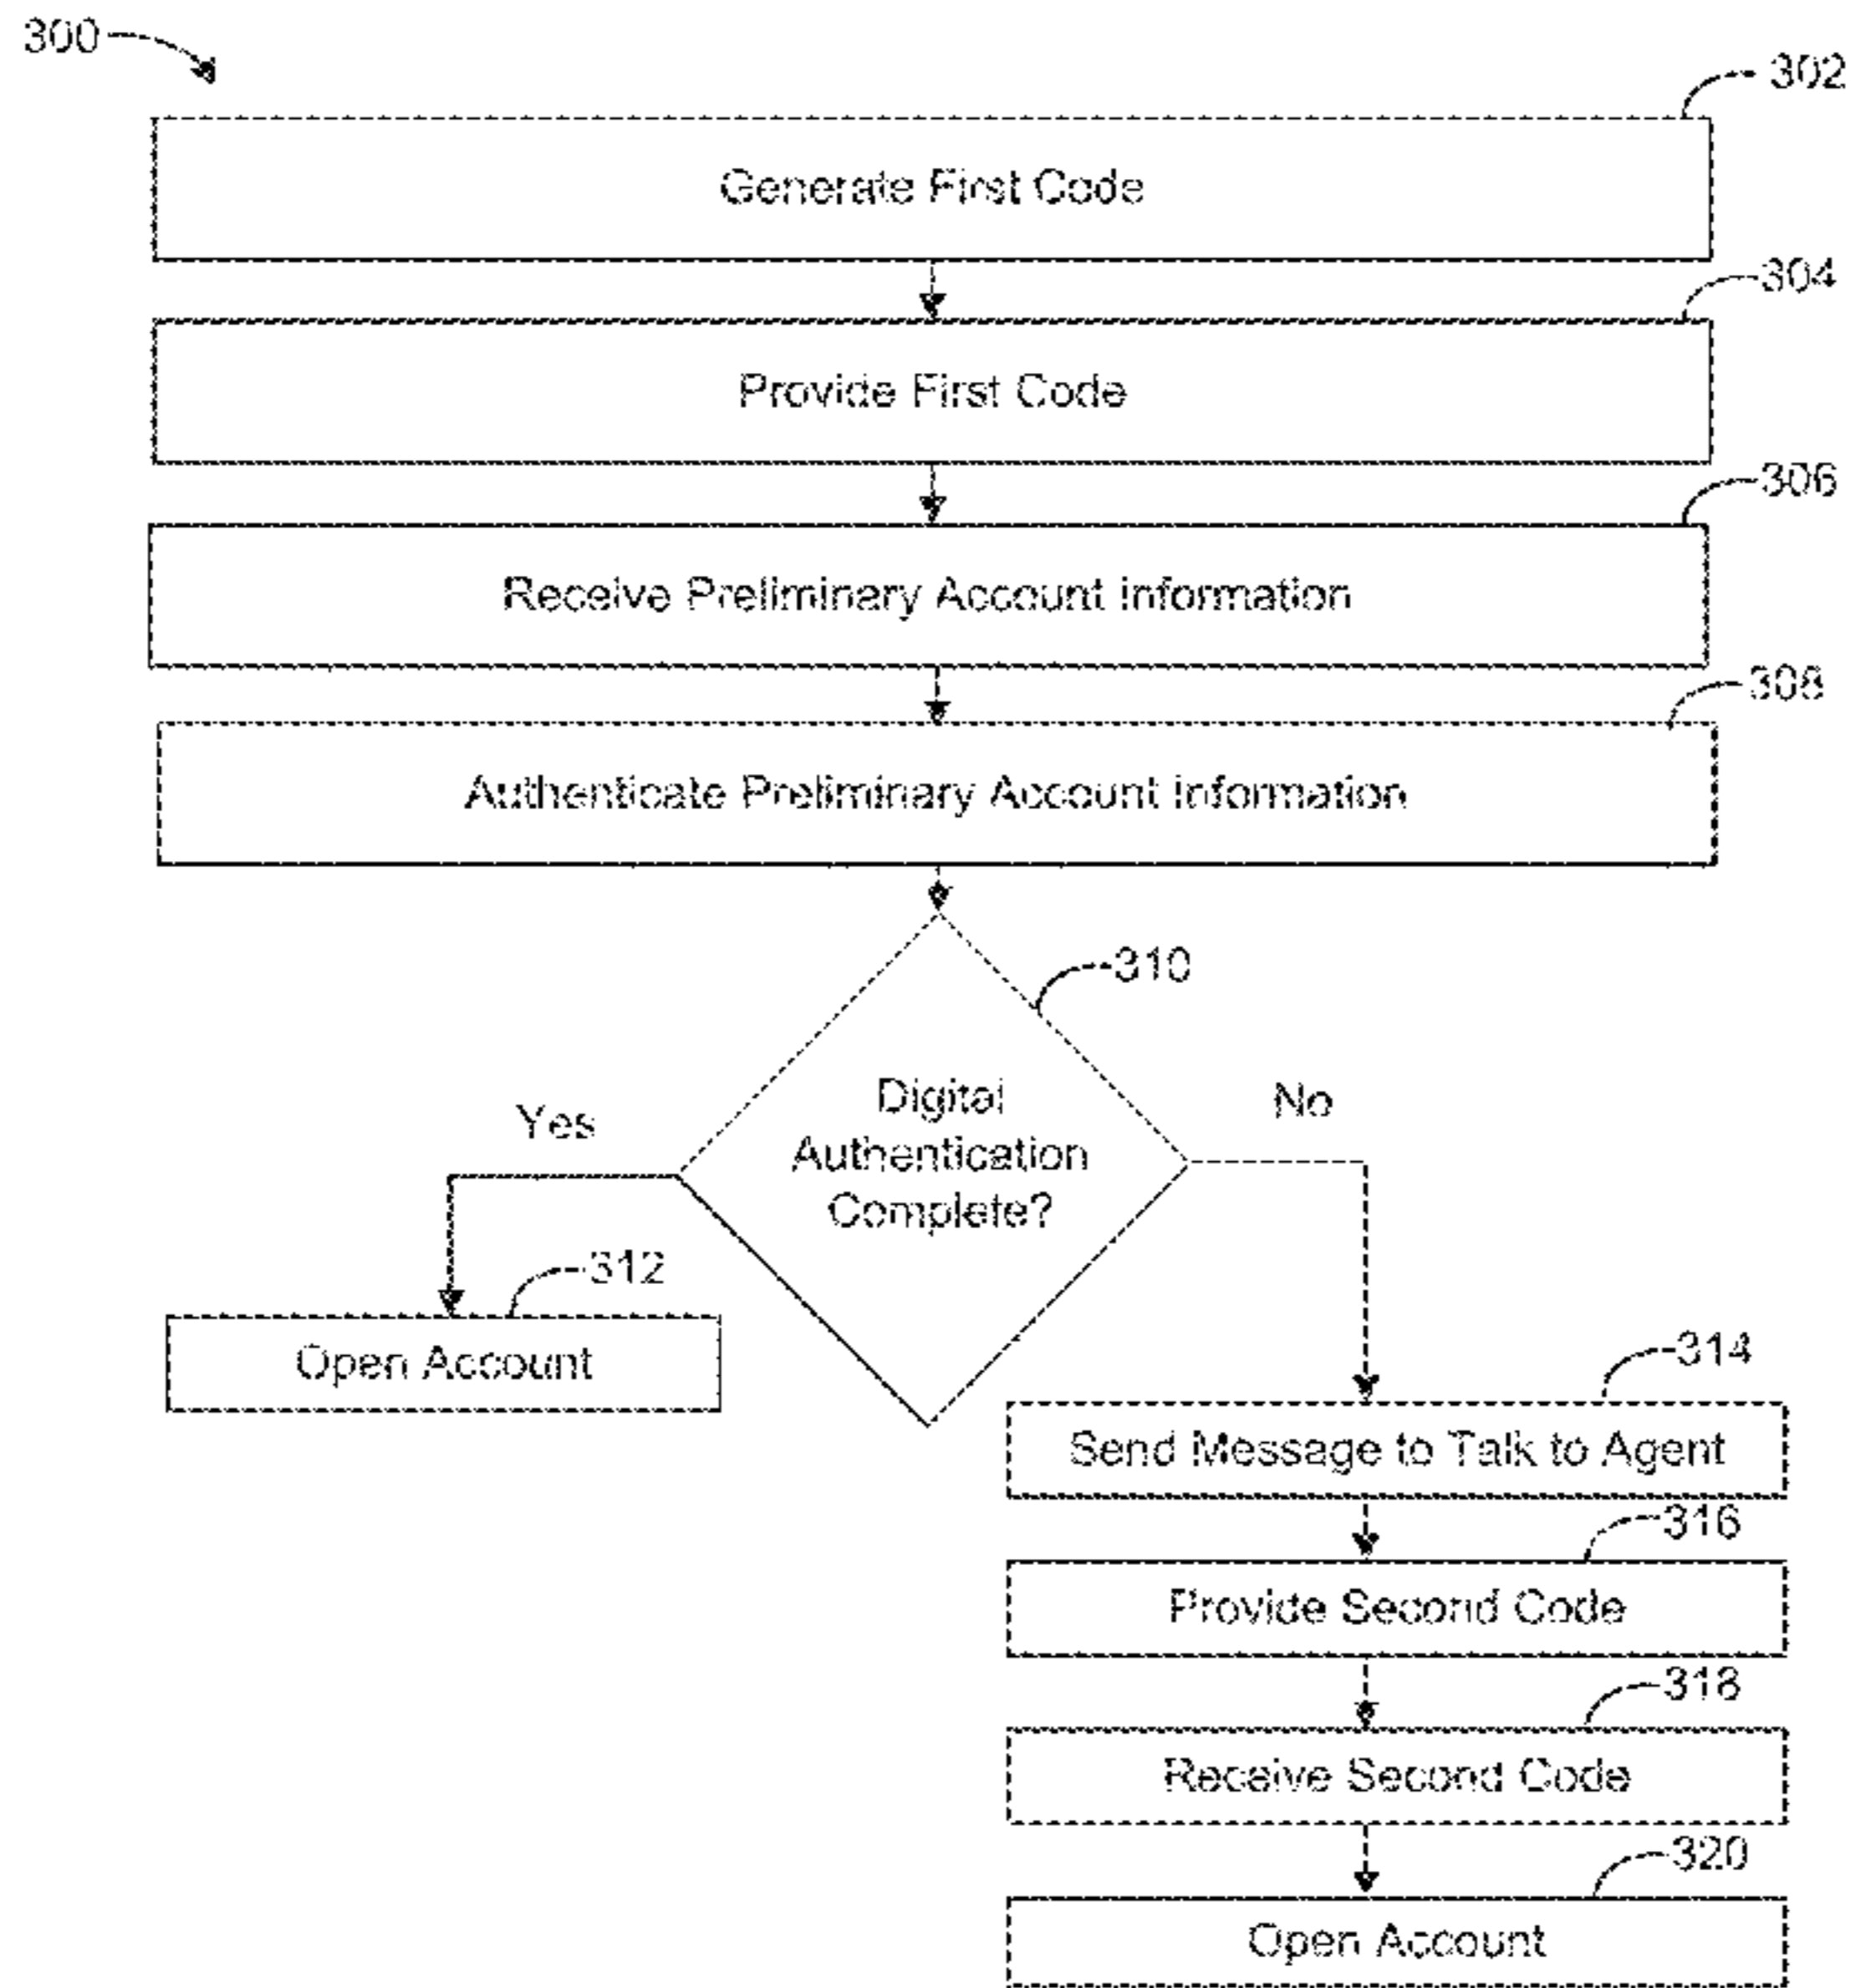 300
302
Generate First Code
304
Provide First Code
306
Receive Preliminary Account Information
308
Authenticate Preliminary Account Information
310
Digital
Authentication
Complete?
Yes
No
312
Open Account
314
Send Message to Talk to Agent
316
Provide Second Code
318
Receive Second Code
320
Open Account